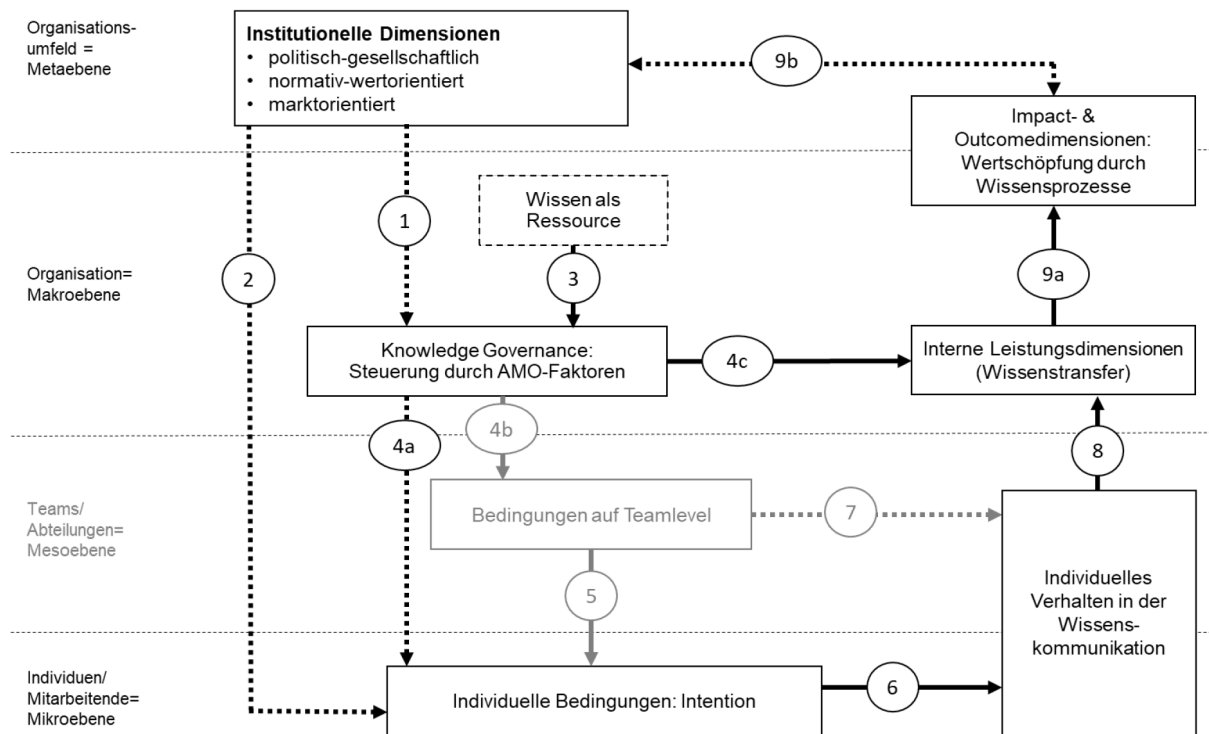 Organisations-
umfeld =
Metaebene
Institutionelle Dimensionen
• politisch-gesellschaftlich
• normativ-wertorientiert
• marktorientiert
9b
Impact- &
Outcomedimensionen:
Wertschöpfung durch
Wissensprozesse
Wissen als
Ressource
1
2
3
9a
Organisation=
Makroebene
Knowledge Governance:
Steuerung durch AMO-Faktoren
4c
Interne Leistungsdimensionen
(Wissenstransfer)
4a
4b
8
Teams/
Abteilungen=
Mesoebene
Bedingungen auf Teamlevel
7
5
Individuelles
Verhalten in der
Wissens-
kommunikation
Individuen/
Mitarbeitende=
Mikroebene
Individuelle Bedingungen: Intention
6